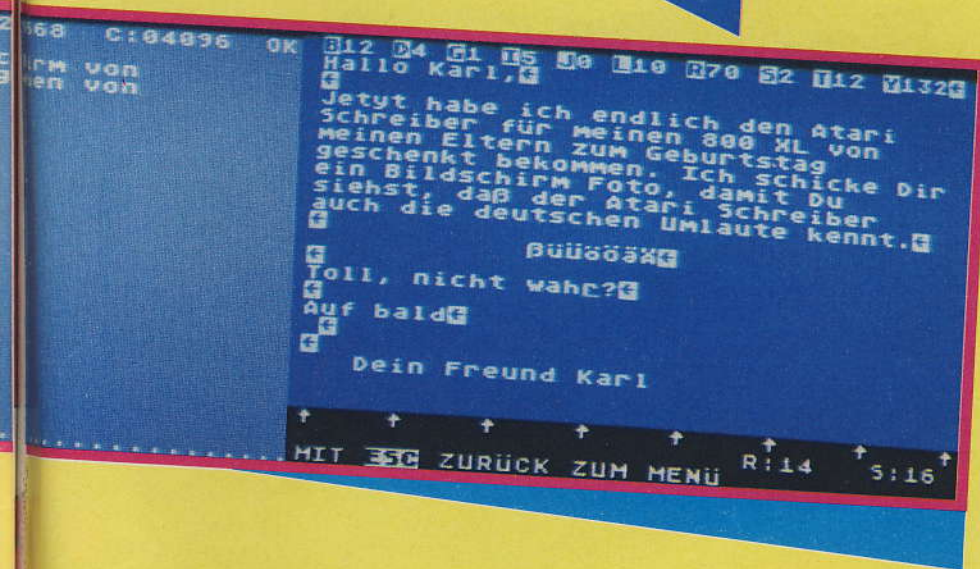 668 C:04096 OK
irm von
gen von
B12 D4 G1 I5 J0 L10 R70 S2 T12 Y132
Hallo Karl,
Jetyt habe ich endlich den Atari
Schreiber für meinen 800 XL von
meinen Eltern zum Geburtstag
geschenkt bekommen. Ich schicke Dir
ein Bildschirm Foto, damit Du
siehst, daß der Atari Schreiber
auch die deutschen Umlaute kennt.
ßüÜöÖäÄ
Toll, nicht wahr?
Auf bald
Dein Freund Karl
MIT ESC ZURÜCK ZUM MENÜ R:14 S:16